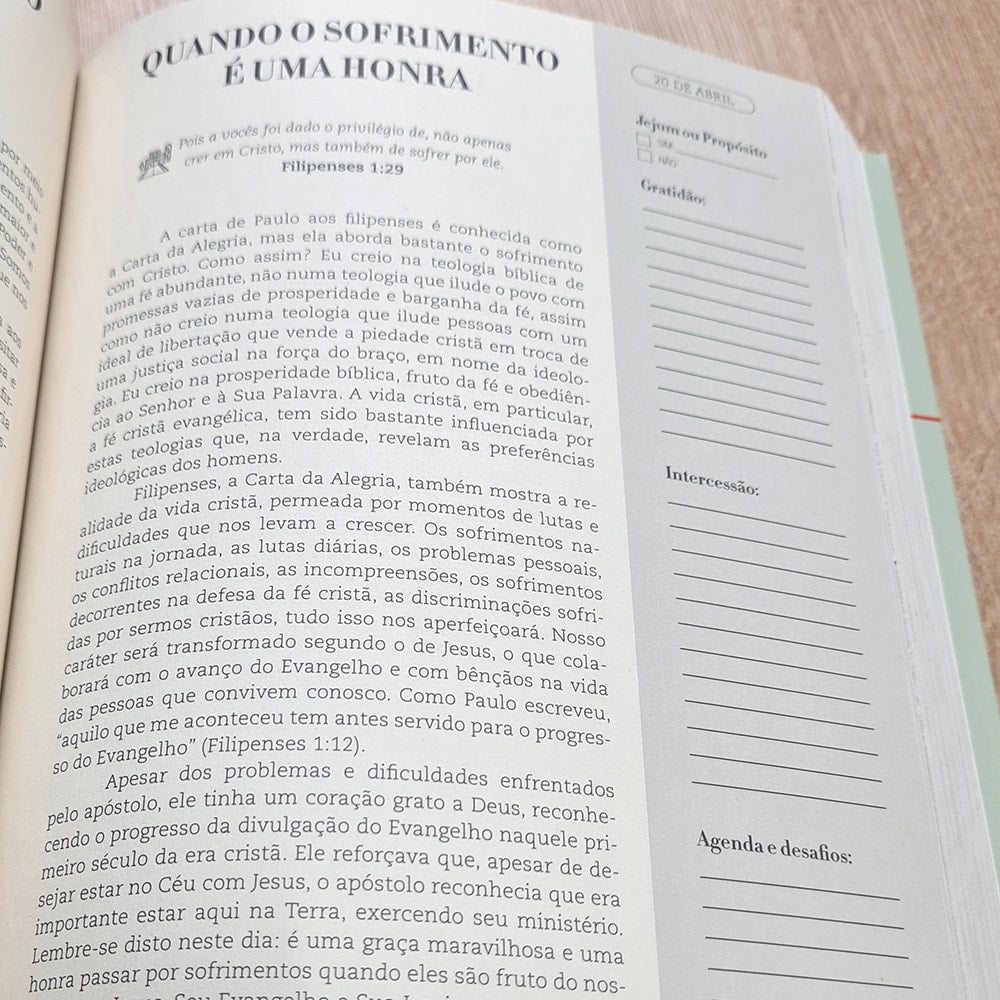 QUANDO O SOFRIMENTO
É UMA HONRA
Pois a vocês foi dado o privilégio de, não apenas
crer em Cristo, mas também de sofrer por ele.
Filipenses 1:29
A carta de Paulo aos filipenses é conhecida como
a Carta da Alegria, mas ela aborda bastante o sofrimento
com Cristo. Como assim? Eu creio na teologia bíblica de
uma fé abundante, não numa teologia que ilude o povo com
promessas vazias de prosperidade e barganha da fé, assim
como não creio numa teologia que ilude pessoas com um
ideal de libertação que vende a piedade cristã em troca de
uma justiça social na força do braço, em nome da ideolo-
gia. Eu creio na prosperidade bíblica, fruto da fé e obediên-
cia ao Senhor e à Sua Palavra. A vida cristã, em particular,
a fé cristã evangélica, tem sido bastante influenciada por
estas teologias que, na verdade, revelam as preferências
ideológicas dos homens.
Filipenses, a Carta da Alegria, também mostra a re-
alidade da vida cristã, permeada por momentos de lutas e
dificuldades que nos levam a crescer. Os sofrimentos na-
turais na jornada, as lutas diárias, os problemas pessoais,
os conflitos relacionais, as incompreensões, os sofrimentos
decorrentes na defesa da fé cristã, as discriminações sofri-
das por sermos cristãos, tudo isso nos aperfeiçoará. Nosso
caráter será transformado segundo o de Jesus, o que cola-
borará com o avanço do Evangelho e com bênçãos na vida
das pessoas que convivem conosco. Como Paulo escreveu,
“aquilo que me aconteceu tem antes servido para o progres-
so do Evangelho” (Filipenses 1:12).
Apesar dos problemas e dificuldades enfrentados
pelo apóstolo, ele tinha um coração grato a Deus, reconhe-
cendo o progresso da divulgação do Evangelho naquele pri-
meiro século da era cristã. Ele reforçava que, apesar de de-
sejar estar no Céu com Jesus, o apóstolo reconhecia que era
importante estar aqui na Terra, exercendo seu ministério.
Lembre-se disto neste dia: é uma graça maravilhosa e uma
honra passar por sofrimentos quando eles são fruto do nos-
20 DE ABRIL
Jejum ou Propósito
SIM
NÃO
Gratidão:
Intercessão:
Agenda e desafios: